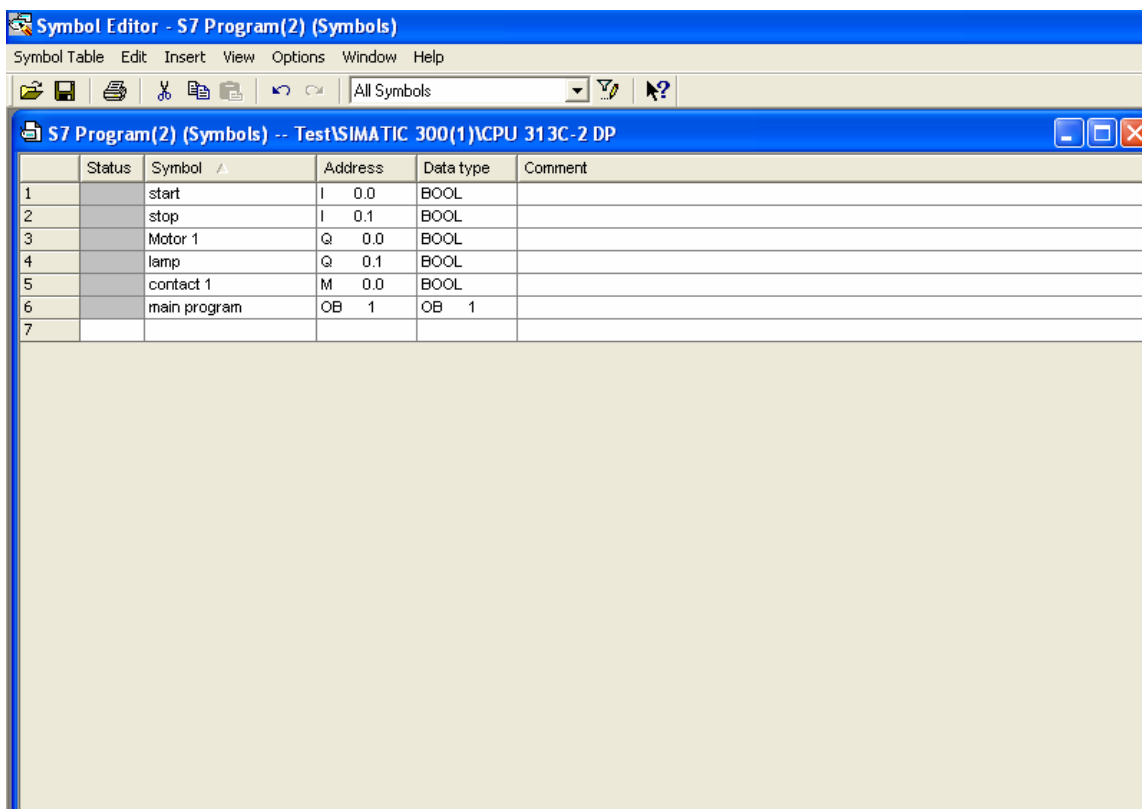 Symbol Editor - S7 Program(2) (Symbols)
Symbol Table Edit Insert View Options Window Help
All Symbols
S7 Program(2) (Symbols) -- Test\SIMATIC 300(1)\CPU 313C-2 DP
Status Symbol Address Data type Comment
1 start I 0.0 BOOL
2 stop I 0.1 BOOL
3 Motor 1 Q 0.0 BOOL
4 lamp Q 0.1 BOOL
5 contact 1 M 0.0 BOOL
6 main program OB 1 OB 1
7